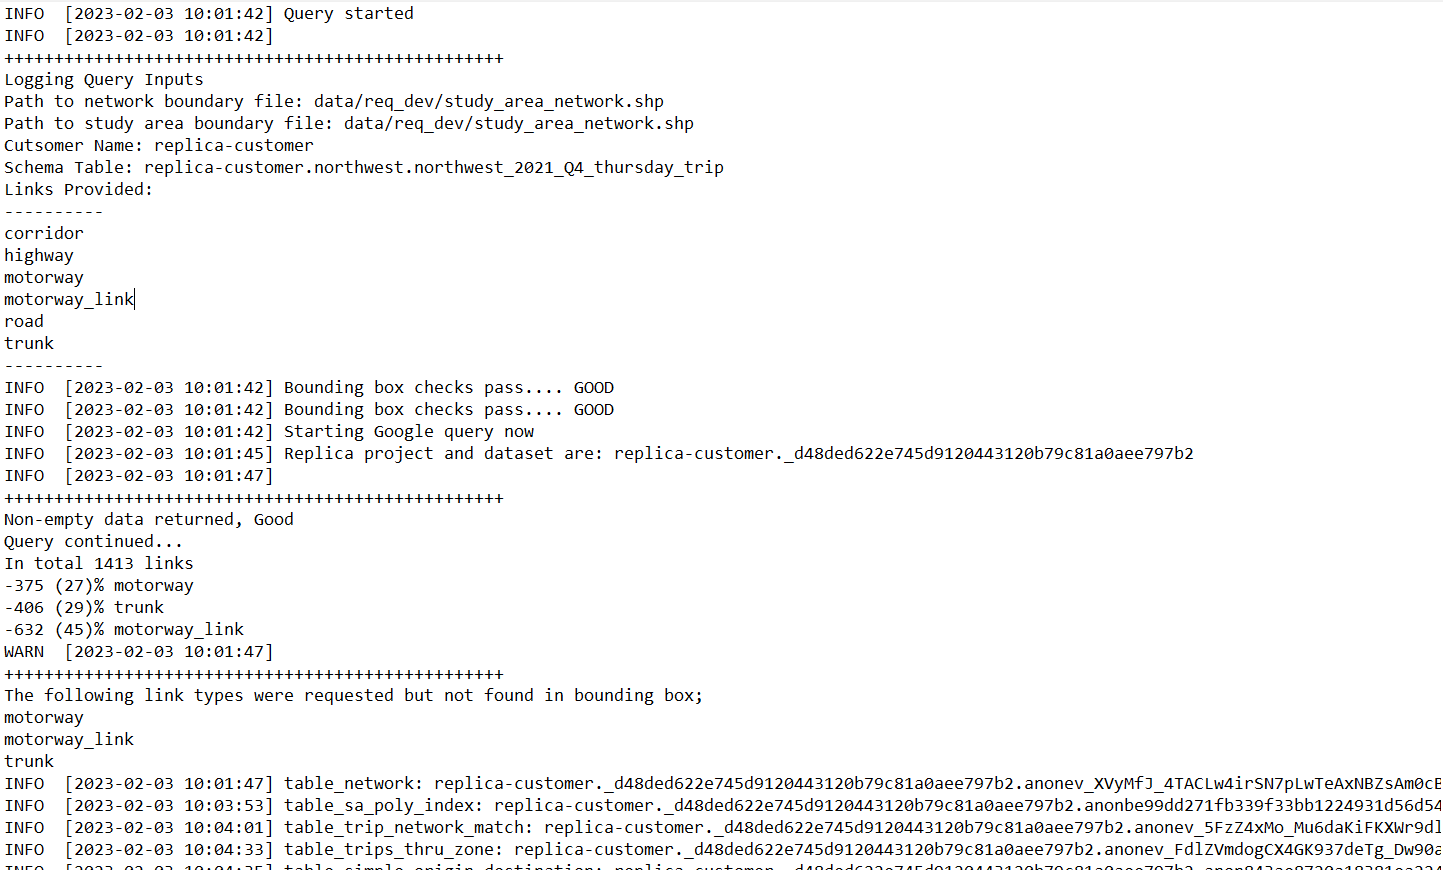 INFO  [2023-02-03 10:01:42] Query started
INFO  [2023-02-03 10:01:42]
++++++++++++++++++++++++++++++++++++++++++++++++++
Logging Query Inputs
Path to network boundary file: data/req_dev/study_area_network.shp
Path to study area boundary file: data/req_dev/study_area_network.shp
Cutsomer Name: replica-customer
Schema Table: replica-customer.northwest.northwest_2021_Q4_thursday_trip
Links Provided:
----------
corridor
highway
motorway
motorway_link
road
trunk
----------
INFO  [2023-02-03 10:01:42] Bounding box checks pass.... GOOD
INFO  [2023-02-03 10:01:42] Bounding box checks pass.... GOOD
INFO  [2023-02-03 10:01:42] Starting Google query now
INFO  [2023-02-03 10:01:45] Replica project and dataset are: replica-customer._d48ded622e745d9120443120b79c81a0aee797b2
INFO  [2023-02-03 10:01:47]
++++++++++++++++++++++++++++++++++++++++++++++++++
Non-empty data returned, Good
Query continued...
In total 1413 links
-375 (27)% motorway
-406 (29)% trunk
-632 (45)% motorway_link
WARN  [2023-02-03 10:01:47]
++++++++++++++++++++++++++++++++++++++++++++++++++
The following link types were requested but not found in bounding box;
motorway
motorway_link
trunk
INFO  [2023-02-03 10:01:47] table_network: replica-customer._d48ded622e745d9120443120b79c81a0aee797b2.anonev_XVyMfJ_4TACLw4irSN7pLwTeAxNBZsAm0cB
INFO  [2023-02-03 10:03:53] table_sa_poly_index: replica-customer._d48ded622e745d9120443120b79c81a0aee797b2.anonbe99dd271fb339f33bb1224931d56d54
INFO  [2023-02-03 10:04:01] table_trip_network_match: replica-customer._d48ded622e745d9120443120b79c81a0aee797b2.anonev_5FzZ4xMo_Mu6daKiFKXWr9dl
INFO  [2023-02-03 10:04:33] table_trips_thru_zone: replica-customer._d48ded622e745d9120443120b79c81a0aee797b2.anonev_FdlZVmdogCX4GK937deTg_Dw90a